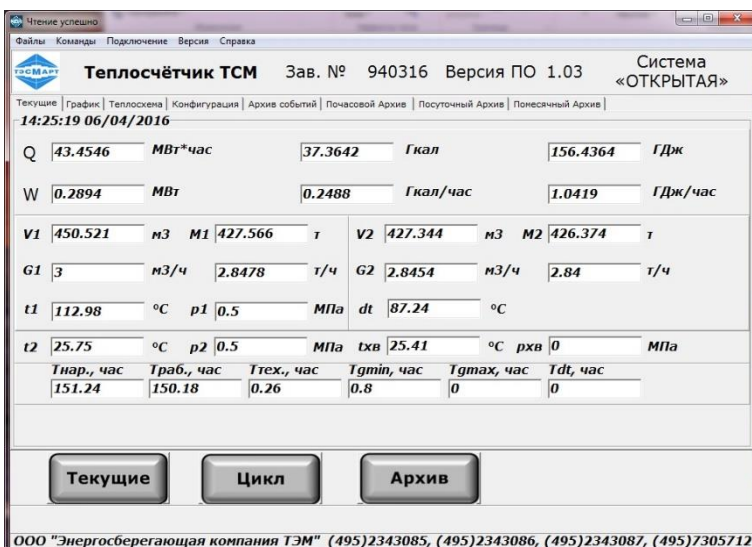 Чтение успешно
Файлы Команды Подключение Версия Справка
ТЭСМАРТ Теплосчётчик ТСМ Зав. № 940316 Версия ПО 1.03 Система «ОТКРЫТАЯ»
Текущие График Теплосхема Конфигурация Архив событий Почасовой Архив Посуточный Архив Помесячный Архив
14:25:19 06/04/2016
Q 43.4546 МВт*час 37.3642 Гкал 156.4364 ГДж
W 0.2894 МВт 0.2488 Гкал/час 1.0419 ГДж/час
V1 450.521 м3 M1 427.566 т V2 427.344 м3 M2 426.374 т
G1 3 м3/ч 2.8478 т/ч G2 2.8454 м3/ч 2.84 т/ч
t1 112.98 °C p1 0.5 МПа dt 87.24 °C
t2 25.75 °C p2 0.5 МПа tхв 25.41 °C pхв 0 МПа
Tнар., час Tраб., час Tтех., час Tgmin, час Tgmax, час Tdt, час
151.24 150.18 0.26 0.8 0 0
Текущие Цикл Архив
ООО "Энергосберегающая компания ТЭМ" (495)2343085, (495)2343086, (495)2343087, (495)7305712